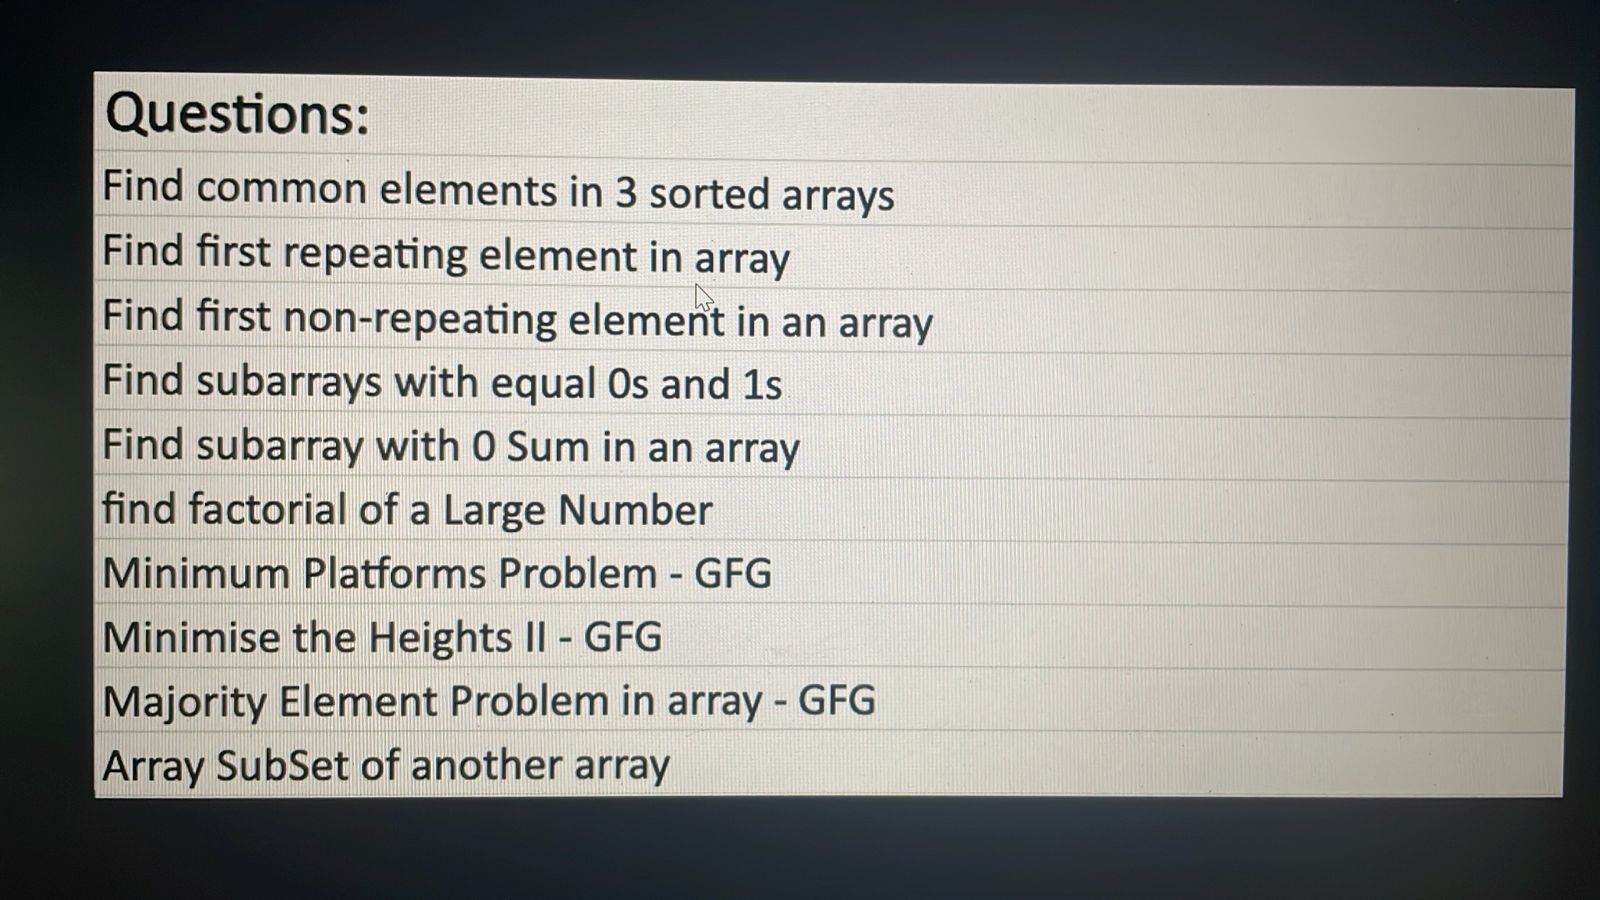 Questions:
Find common elements in 3 sorted arrays
Find first repeating element in array
Find first non-repeating element in an array
Find subarrays with equal 0s and 1s
Find subarray with 0 Sum in an array
find factorial of a Large Number
Minimum Platforms Problem - GFG
Minimise the Heights II - GFG
Majority Element Problem in array - GFG
Array SubSet of another array